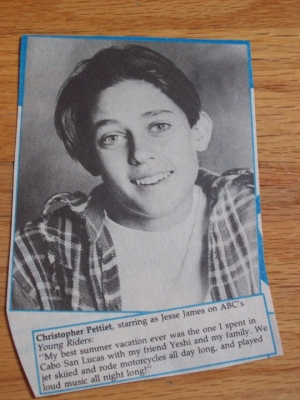 Christopher Pettiet, starring as Jesse James on ABC's
Young Riders:
"My best summer vacation ever was the one I spent in
Cabo San Lucas with my friend Yeshi and my family. We
jet skiied and rode motorcycles all day long, and played
loud music all night long!"